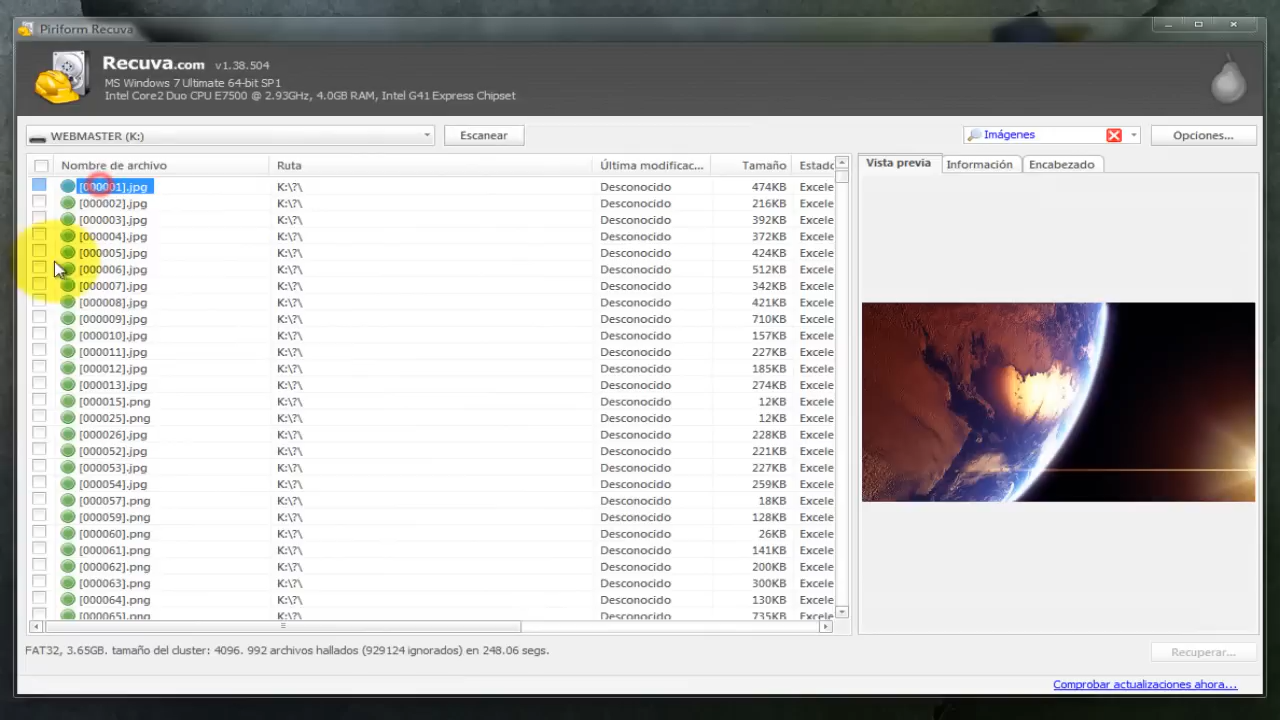 Piriform Recuva
Recuva.com v1.38.504
MS Windows 7 Ultimate 64-bit SP1
Intel Core2 Duo CPU E7500 @ 2.93GHz, 4.0GB RAM, Intel G41 Express Chipset
WEBMASTER (K:) Escanear Imágenes Opciones...
Nombre de archivo Ruta Última modificac... Tamaño Estado Vista previa Información Encabezado
[000001].jpg K:\?\ Desconocido 474KB Excele
[000002].jpg K:\?\ Desconocido 216KB Excele
[000003].jpg K:\?\ Desconocido 392KB Excele
[000004].jpg K:\?\ Desconocido 372KB Excele
[000005].jpg K:\?\ Desconocido 424KB Excele
[000006].jpg K:\?\ Desconocido 512KB Excele
[000007].jpg K:\?\ Desconocido 342KB Excele
[000008].jpg K:\?\ Desconocido 421KB Excele
[000009].jpg K:\?\ Desconocido 710KB Excele
[000010].jpg K:\?\ Desconocido 157KB Excele
[000011].jpg K:\?\ Desconocido 227KB Excele
[000012].jpg K:\?\ Desconocido 185KB Excele
[000013].jpg K:\?\ Desconocido 274KB Excele
[000015].png K:\?\ Desconocido 12KB Excele
[000025].png K:\?\ Desconocido 12KB Excele
[000026].jpg K:\?\ Desconocido 228KB Excele
[000052].jpg K:\?\ Desconocido 221KB Excele
[000053].jpg K:\?\ Desconocido 227KB Excele
[000054].jpg K:\?\ Desconocido 259KB Excele
[000057].png K:\?\ Desconocido 18KB Excele
[000059].png K:\?\ Desconocido 128KB Excele
[000060].png K:\?\ Desconocido 26KB Excele
[000061].png K:\?\ Desconocido 141KB Excele
[000062].png K:\?\ Desconocido 200KB Excele
[000063].png K:\?\ Desconocido 300KB Excele
[000064].png K:\?\ Desconocido 130KB Excele
[000065].png K:\?\ Desconocido 735KB Excele
FAT32, 3.65GB. tamaño del cluster: 4096. 992 archivos hallados (929124 ignorados) en 248.06 segs. Recuperar...
Comprobar actualizaciones ahora...